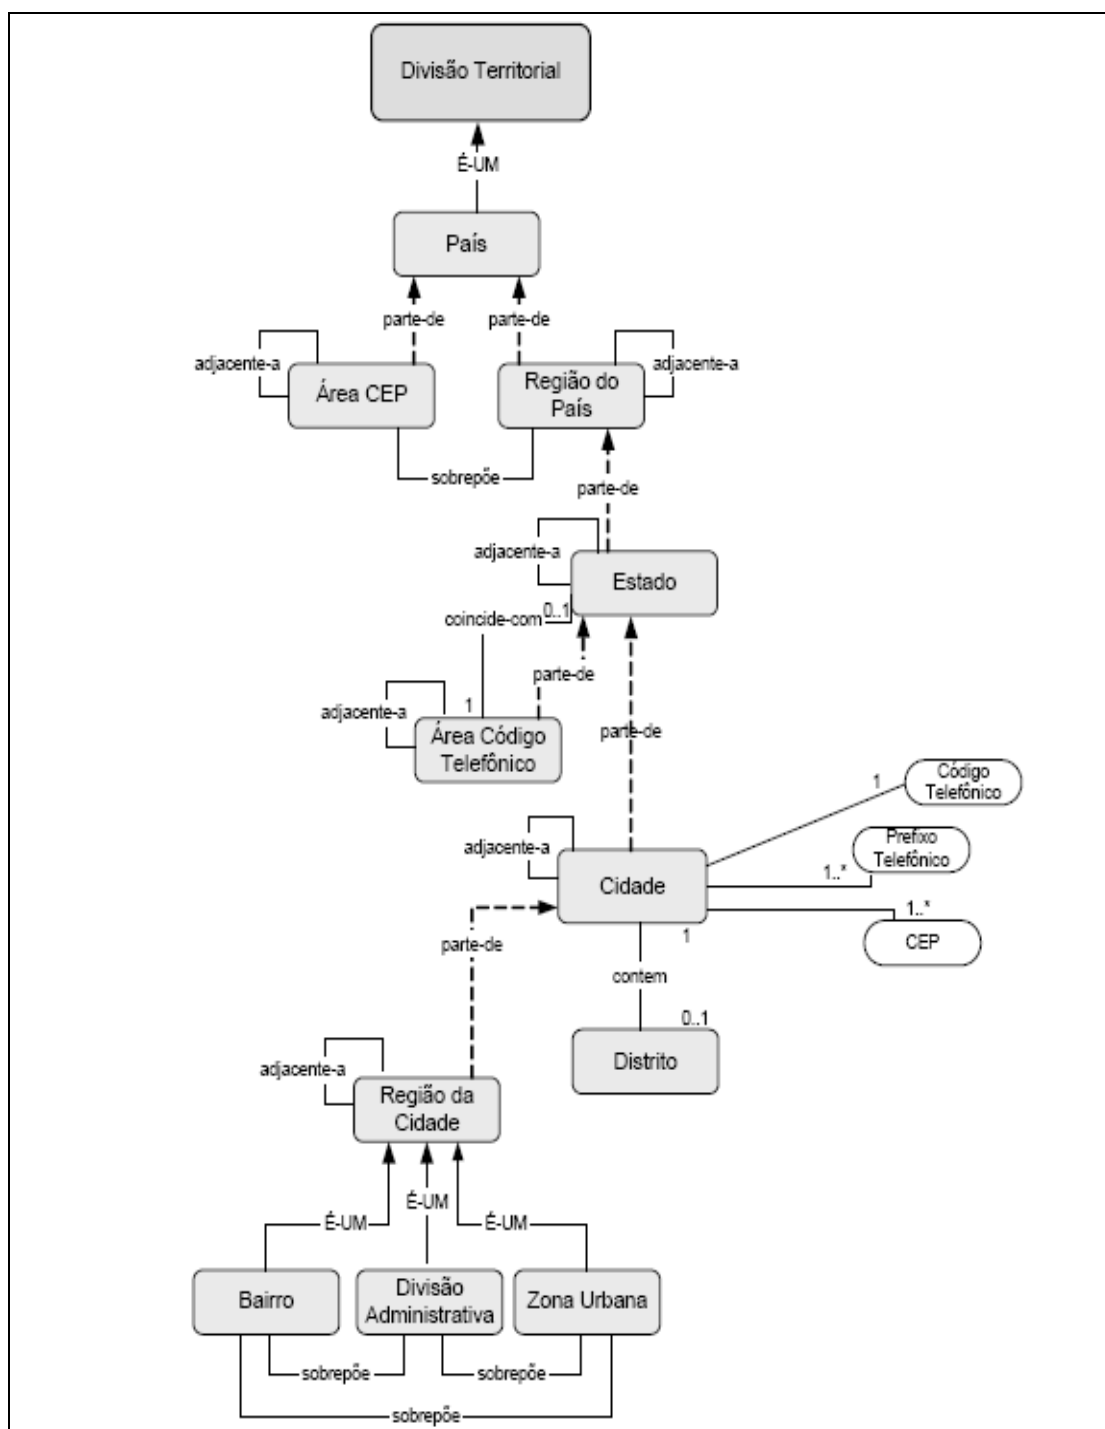 Divisão Territorial
É-UM
País
parte-de
parte-de
adjacente-a
adjacente-a
Área CEP
Região do
País
sobrepõe
parte-de
adjacente-a
Estado
0..1
coincide-com
parte-de
adjacente-a
1
Área Código
Telefônico
parte-de
Código
Telefônico
1
Prefixo
Telefônico
adjacente-a
1..*
Cidade
1..*
CEP
1
parte-de
contem
0..1
Distrito
adjacente-a
Região da
Cidade
É-UM
É-UM
É-UM
Bairro
Divisão
Administrativa
Zona Urbana
sobrepõe
sobrepõe
sobrepõe